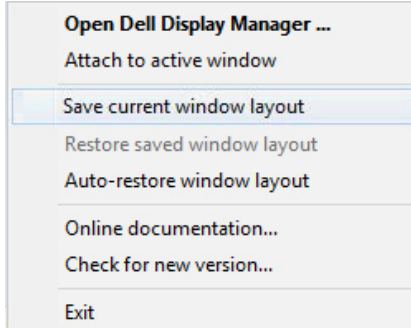 Open Dell Display Manager ...
Attach to active window
Save current window layout
Restore saved window layout
Auto-restore window layout
Online documentation...
Check for new version...
Exit